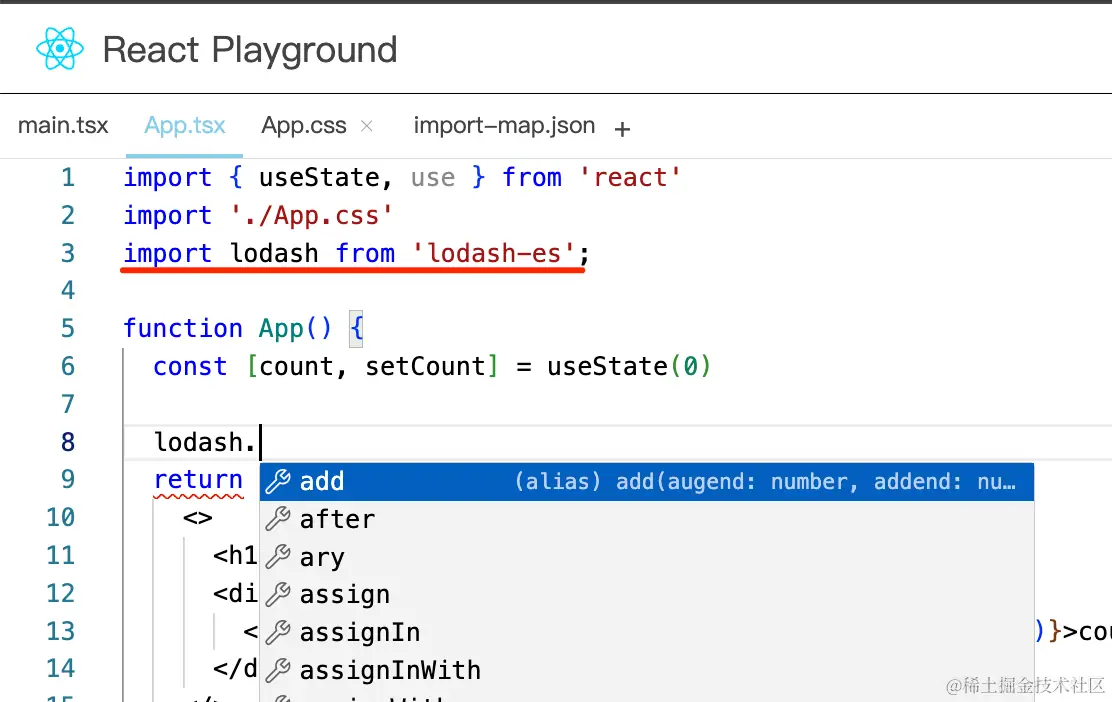 React Playground
main.tsx App.tsx App.css × import-map.json +
1 import { useState, use } from 'react'
2 import './App.css'
3 import lodash from 'lodash-es';
4
5 function App() {
6 const [count, setCount] = useState(0)
7
8 lodash.
9 return add (alias) add(augend: number, addend: nu…
10 <> after
11 <h1 ary
12 <di assign
13 < assignIn )}>cou
14 </d assignInWith
@稀土掘金技术社区